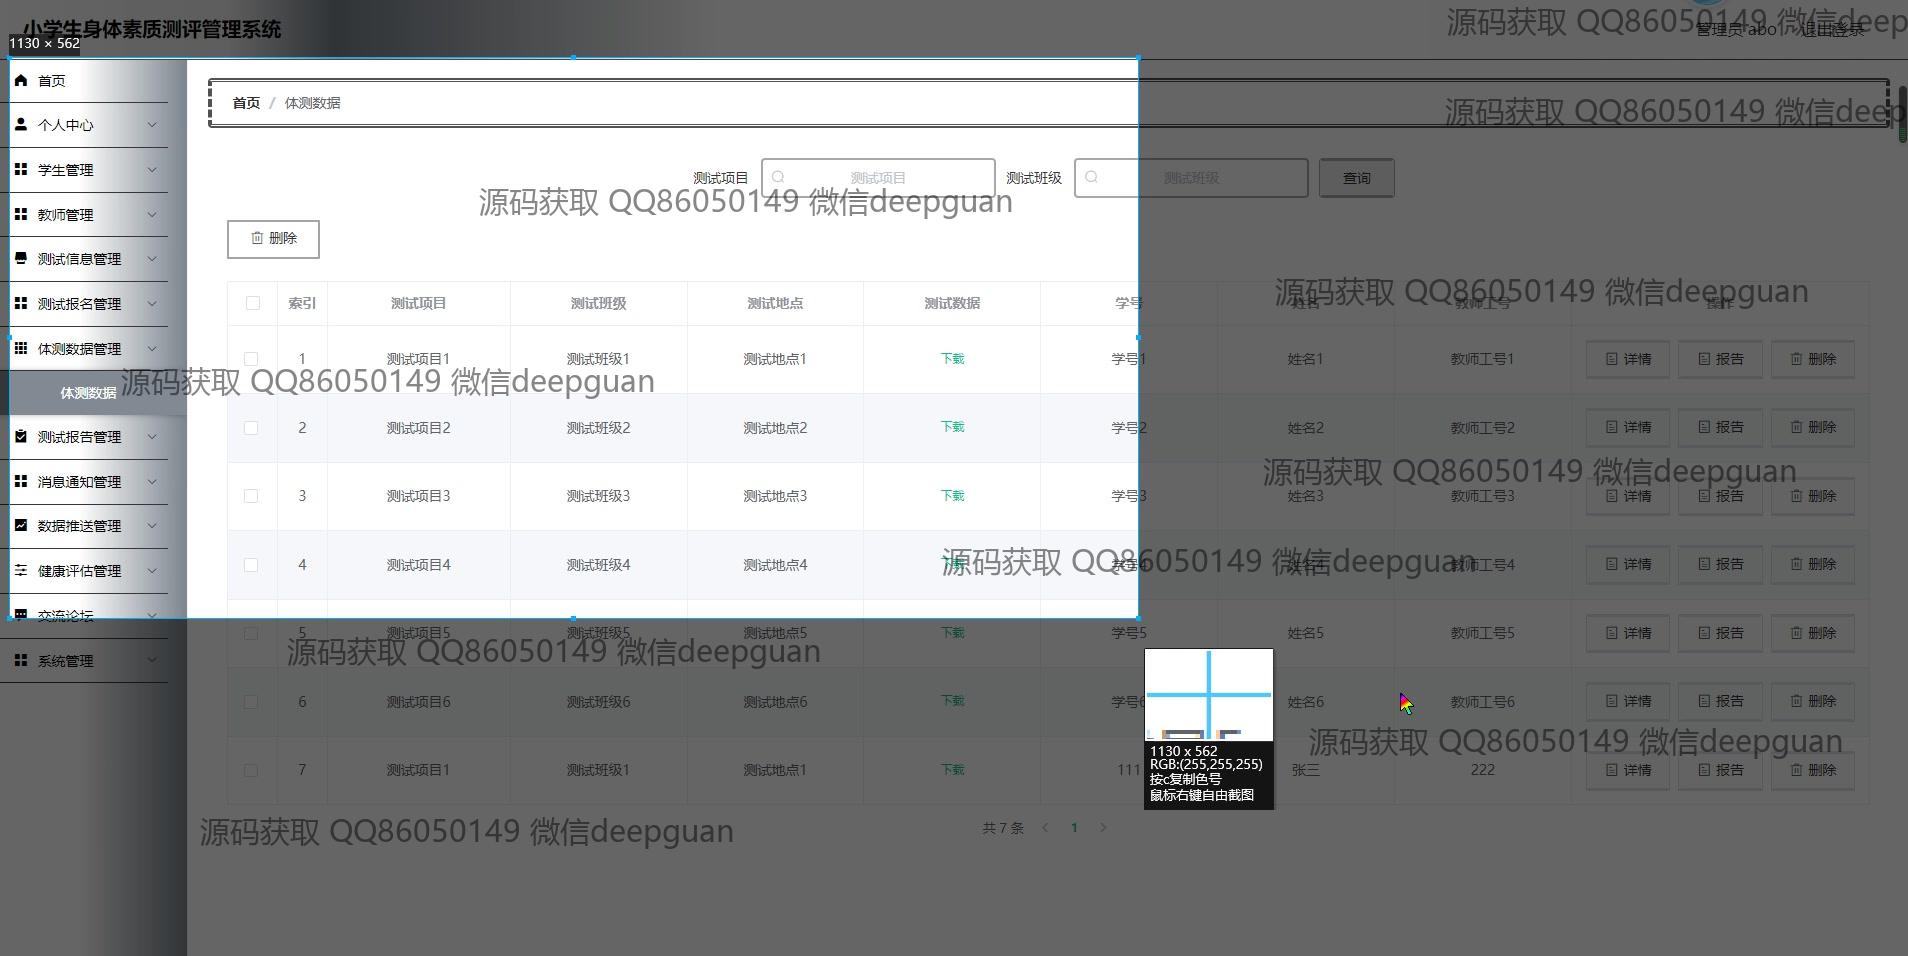 小学生身体素质测评管理系统
源码获取 QQ86050149 微信deep
管理员 abo 退出登录
1130 × 562
首页
首页 / 体测数据
源码获取 QQ86050149 微信deep
个人中心
学生管理
测试项目 测试项目 测试班级 测试班级 查询
源码获取 QQ86050149 微信deepguan
教师管理
删除
测试信息管理
源码获取 QQ86050149 微信deepguan
测试报名管理
索引 测试项目 测试班级 测试地点 测试数据 学号 姓名 教师工号 操作
体测数据管理
1 测试项目1 测试班级1 测试地点1 下载 学号1 姓名1 教师工号1 详情 报告 删除
源码获取 QQ86050149 微信deepguan
体测数据
2 测试项目2 测试班级2 测试地点2 下载 学号2 姓名2 教师工号2 详情 报告 删除
测试报告管理
源码获取 QQ86050149 微信deepguan
消息通知管理
3 测试项目3 测试班级3 测试地点3 下载 学号3 姓名3 教师工号3 详情 报告 删除
数据推送管理
源码获取 QQ86050149 微信deepguan
4 测试项目4 测试班级4 测试地点4 下载 学号4 姓名4 教师工号4 详情 报告 删除
健康评估管理
交流论坛
5 测试项目5 测试班级5 测试地点5 下载 学号5 姓名5 教师工号5 详情 报告 删除
源码获取 QQ86050149 微信deepguan
系统管理
6 测试项目6 测试班级6 测试地点6 下载 学号6 姓名6 教师工号6 详情 报告 删除
源码获取 QQ86050149 微信deepguan
7 测试项目1 测试班级1 测试地点1 下载 111 张三 222 详情 报告 删除
1130 x 562
RGB:(255,255,255)
按c复制色号
鼠标右键自由截图
源码获取 QQ86050149 微信deepguan
共 7 条 1